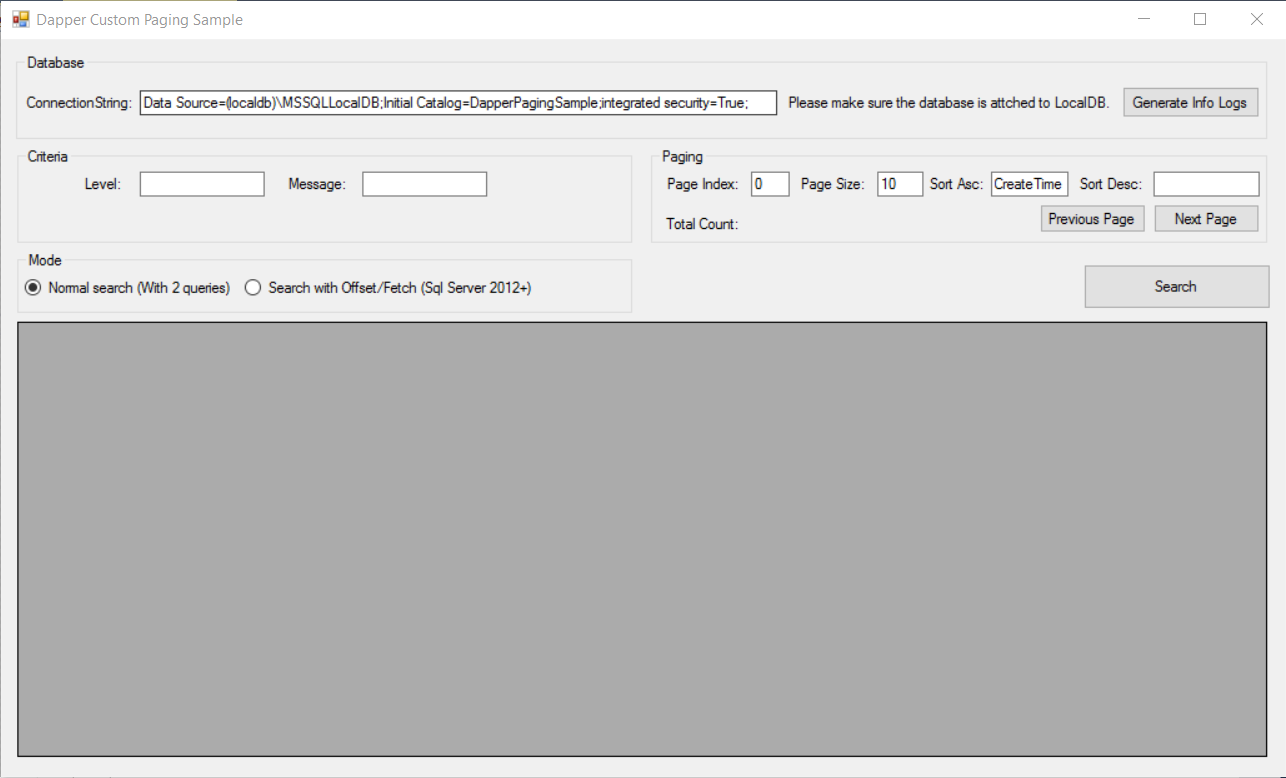 Dapper Custom Paging Sample
Database
ConnectionString: Data Source=(localdb)\MSSQLLocalDB;Initial Catalog=DapperPagingSample;integrated security=True; Please make sure the database is attched to LocalDB. Generate Info Logs
Criteria
Level: Message:
Paging
Page Index: 0 Page Size: 10 Sort Asc: CreateTime Sort Desc:
Total Count: Previous Page Next Page
Mode
Normal search (With 2 queries) Search with Offset/Fetch (Sql Server 2012+)
Search